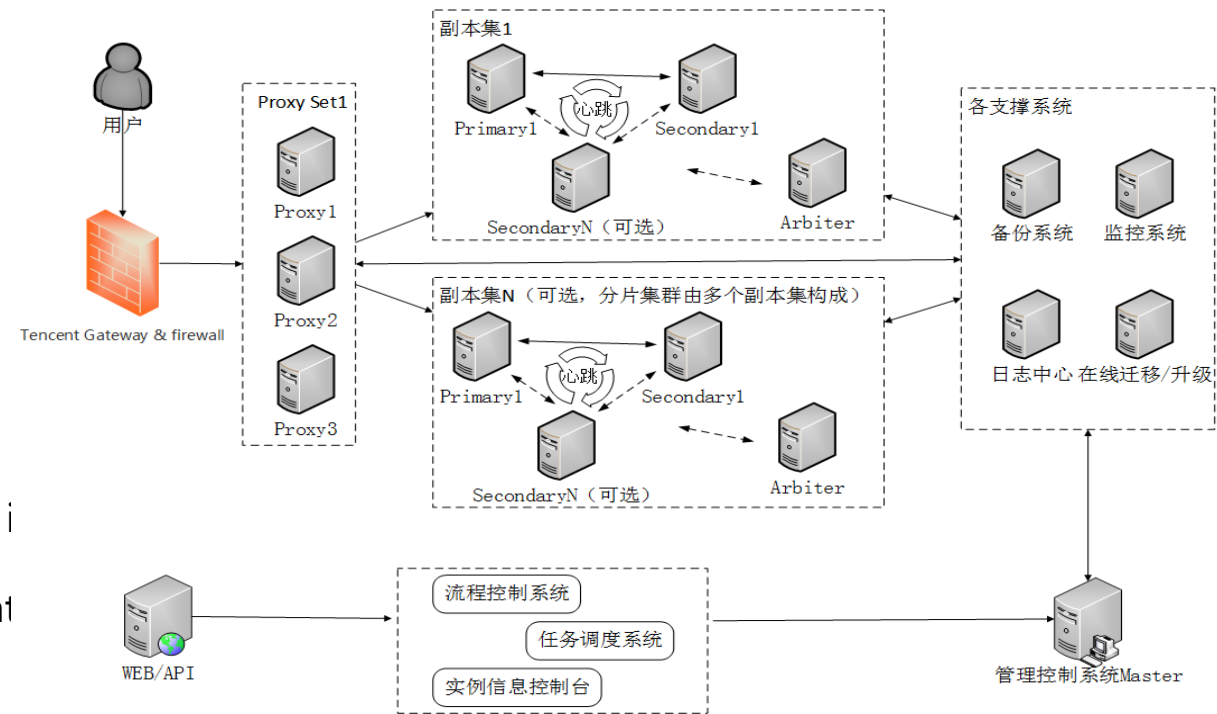 用户
Tencent Gateway & firewall
Proxy Set1
Proxy1
Proxy2
Proxy3
副本集1
Primary1
心跳
Secondary1
SecondaryN（可选）
Arbiter
副本集N（可选，分片集群由多个副本集构成）
Primary1
心跳
Secondary1
SecondaryN（可选）
Arbiter
各支撑系统
备份系统
监控系统
日志中心
在线迁移/升级
WEB/API
流程控制系统
任务调度系统
实例信息控制台
管理控制系统Master